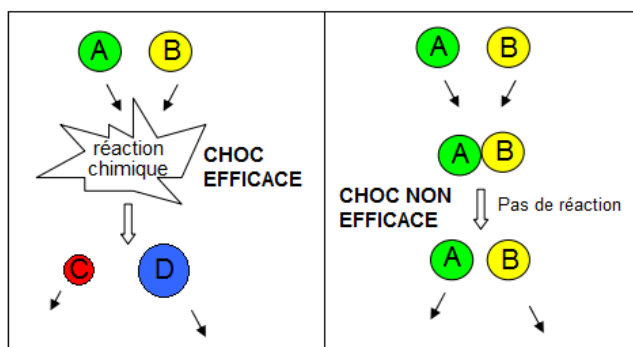 A B
réaction
chimique
CHOC
EFFICACE
C D
A B
A B
CHOC NON
EFFICACE
Pas de réaction
A B